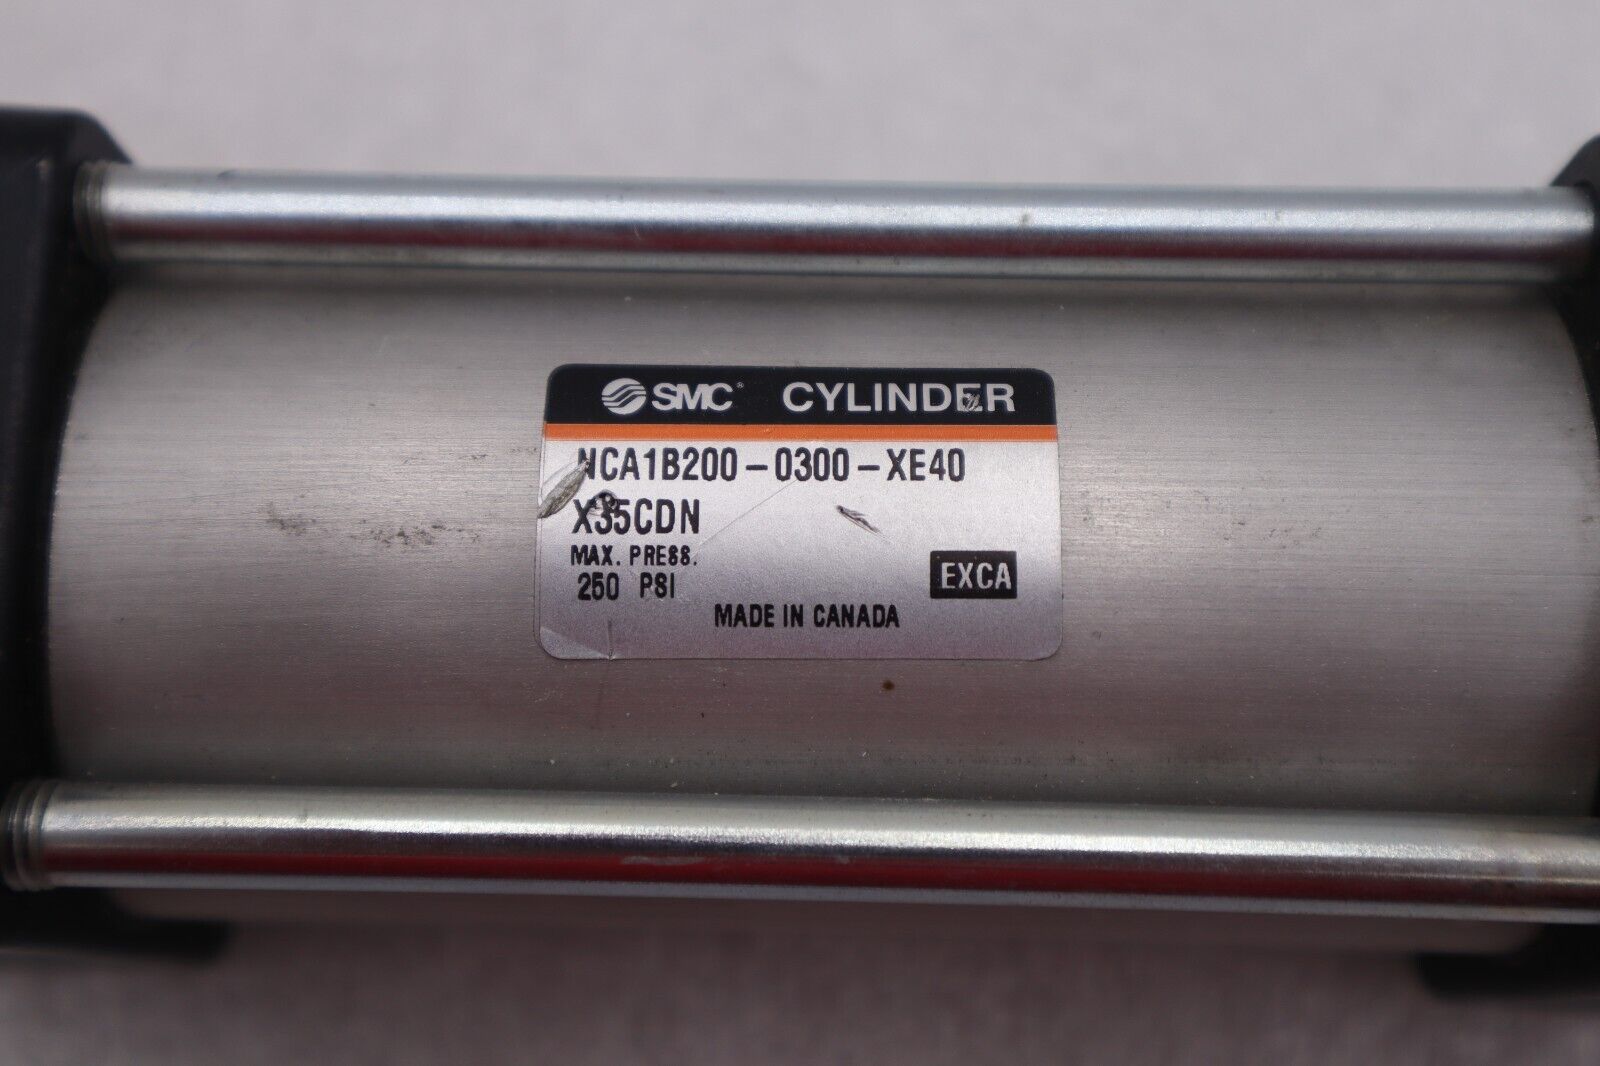 SMC® CYLINDER
NCA1B200-0300-XE40
X35CDN
MAX. PRESS.
250 PSI
EXCA
MADE IN CANADA